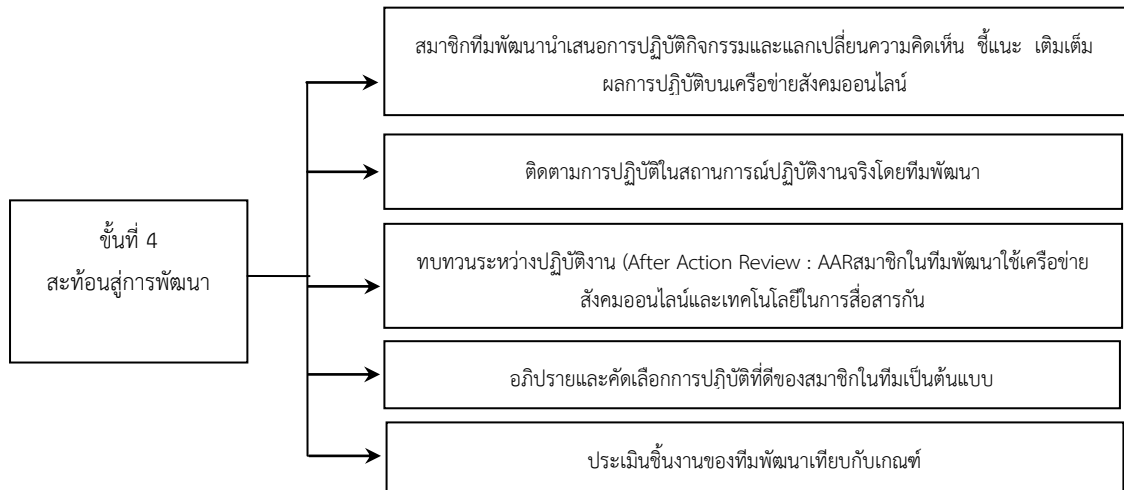 สมาชิกทีมพัฒนานำเสนอการปฏิบัติกิจกรรมและแลกเปลี่ยนความคิดเห็น ชี้แนะ เติมเต็ม
ผลการปฏิบัติบนเครือข่ายสังคมออนไลน์
ติดตามการปฏิบัติในสถานการณ์ปฏิบัติงานจริงโดยทีมพัฒนา
ขั้นที่ 4
สะท้อนสู่การพัฒนา
ทบทวนระหว่างปฏิบัติงาน (After Action Review : AARสมาชิกในทีมพัฒนาใช้เครือข่าย
สังคมออนไลน์และเทคโนโลยีในการสื่อสารกัน
อภิปรายและคัดเลือกการปฏิบัติที่ดีของสมาชิกในทีมเป็นต้นแบบ
ประเมินชิ้นงานของทีมพัฒนาเทียบกับเกณฑ์